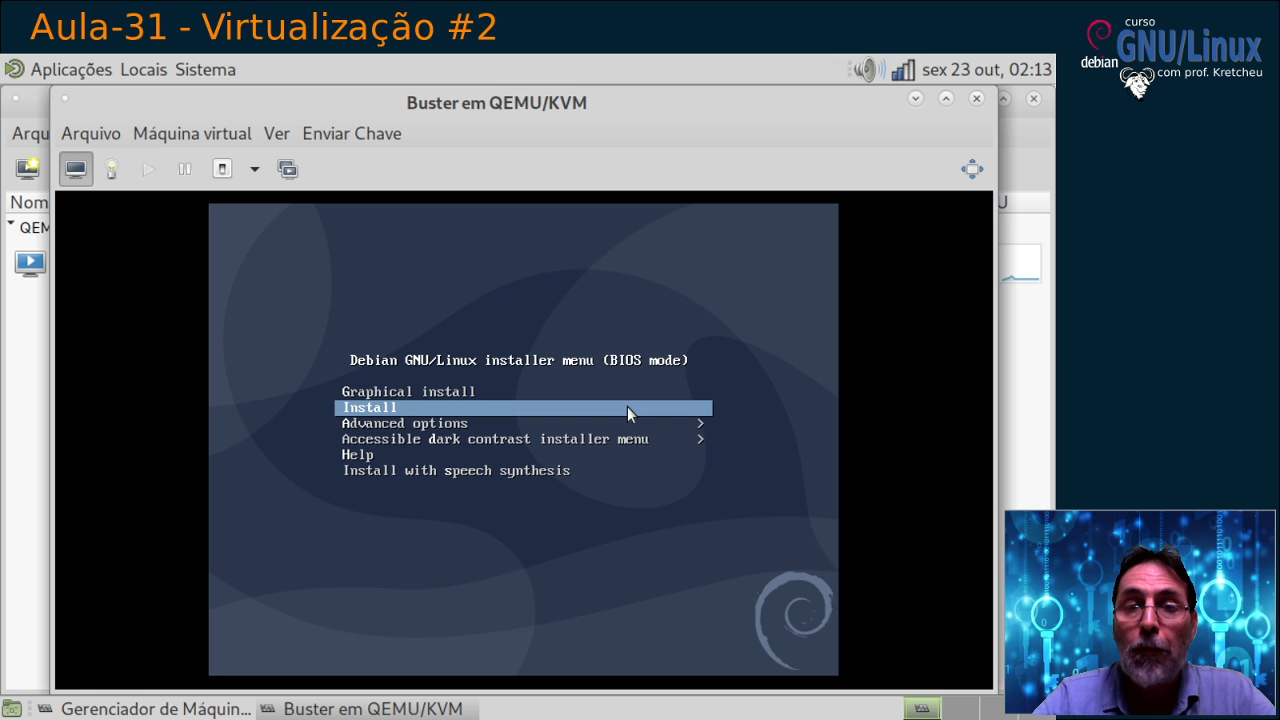 Aula-31 - Virtualização #2
curso
GNU/Linux
debian
com prof. Kretcheu
Aplicações Locais Sistema
sex 23 out, 02:13
Buster em QEMU/KVM
Arqu
Arquivo Máquina virtual Ver Enviar Chave
Nom
U
QEM
Debian GNU/Linux installer menu (BIOS mode)
Graphical install
Install
Advanced options >
Accessible dark contrast installer menu >
Help
Install with speech synthesis
Gerenciador de Máquin... Buster em QEMU/KVM